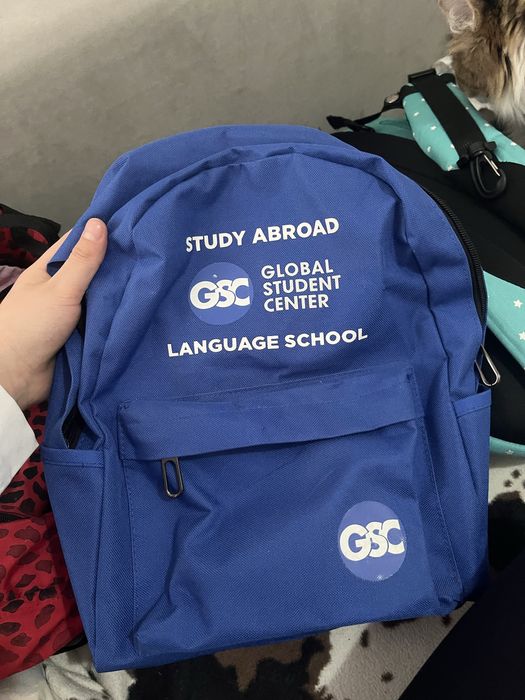 STUDY ABROAD
GSC
GLOBAL
STUDENT
CENTER
LANGUAGE SCHOOL
GSC